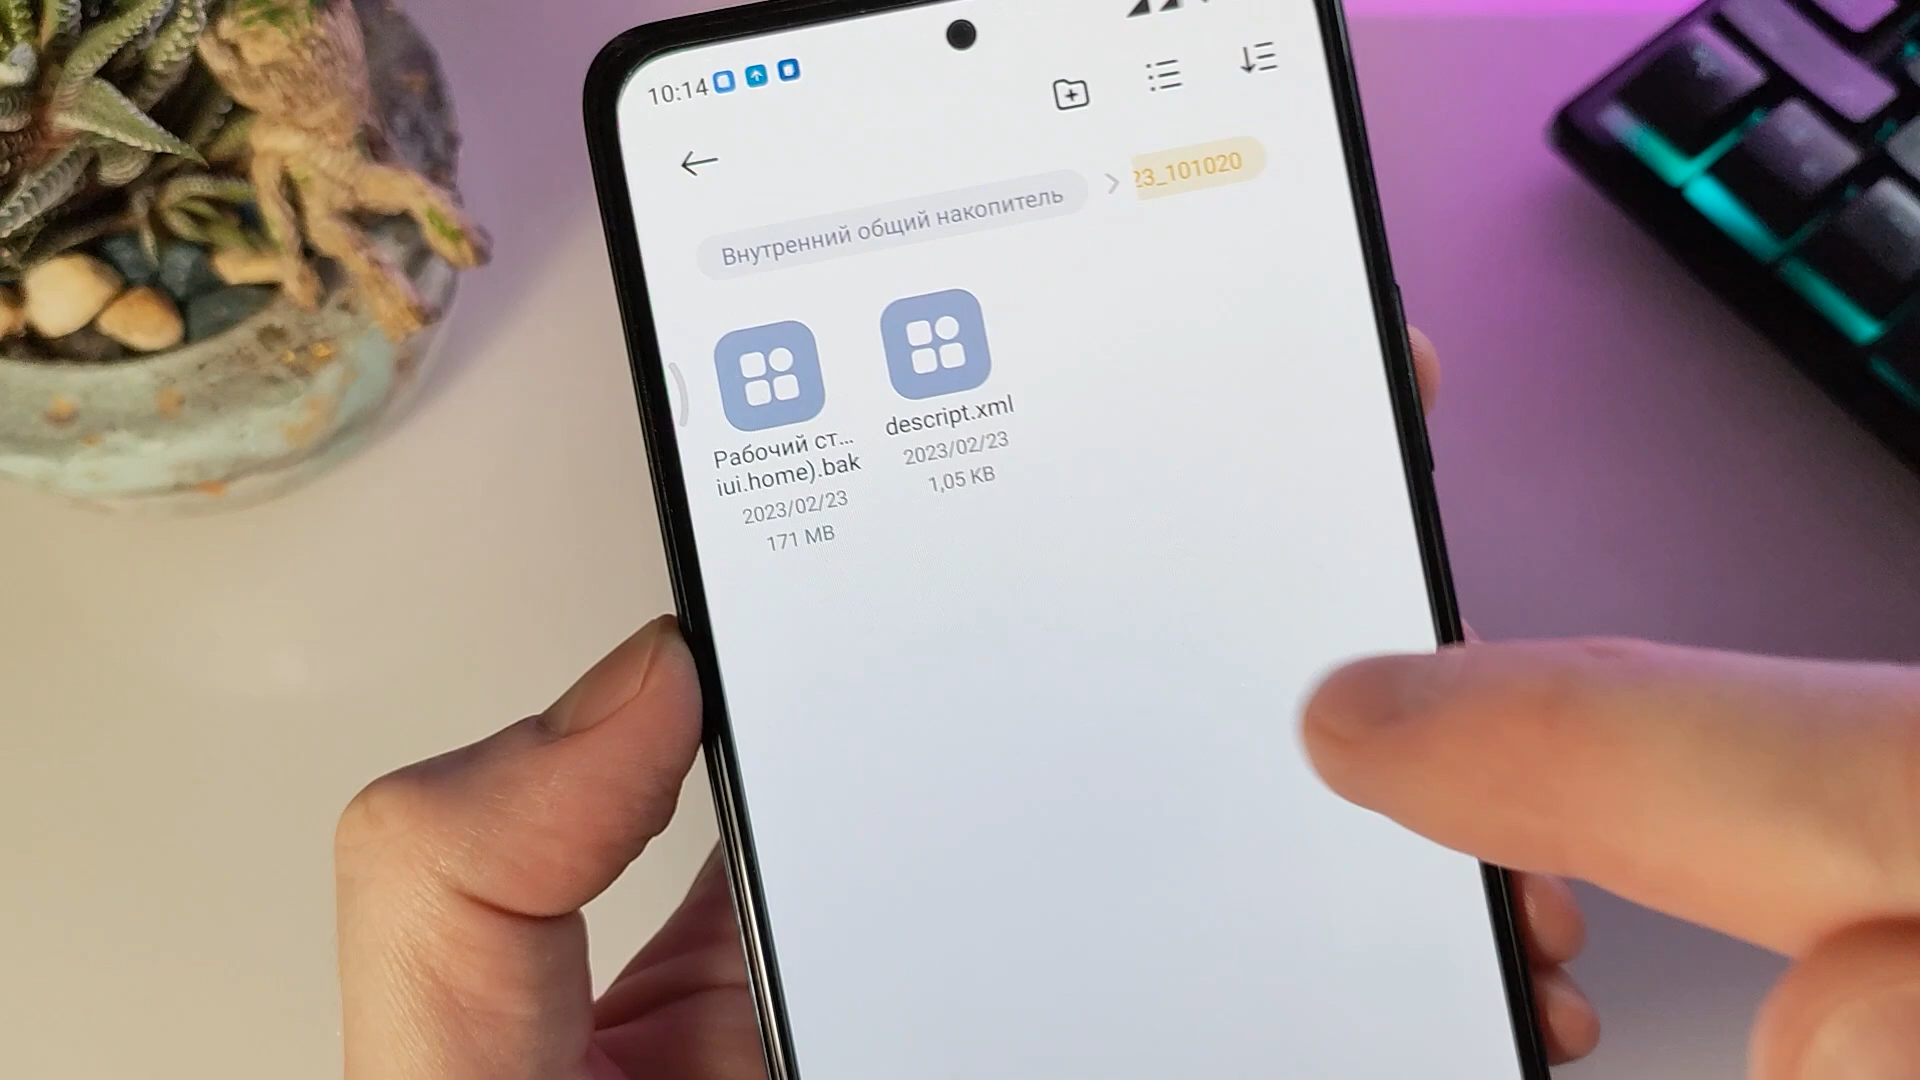 10:14
Внутренний общий накопитель
23_101020
Рабочий ст...
iui.home).bak
2023/02/23
171 MB
descript.xml
2023/02/23
1,05 KB